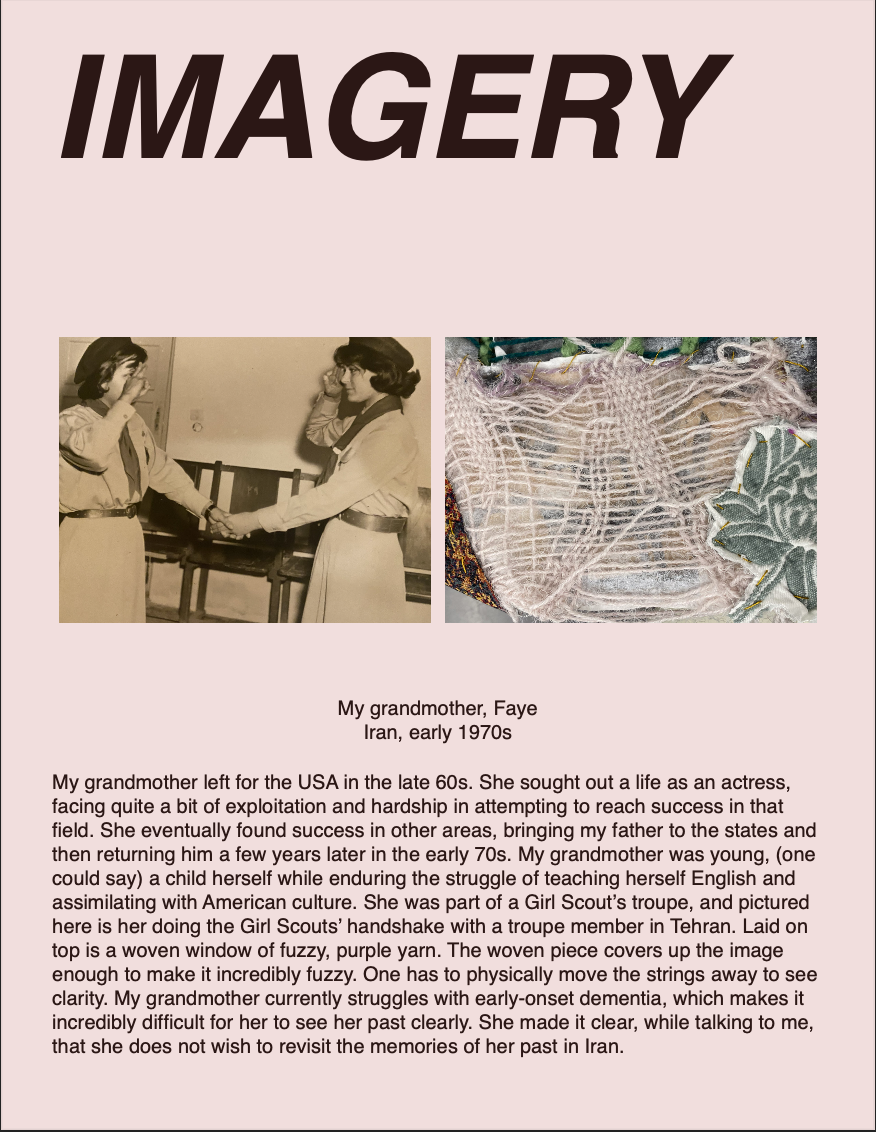 IMAGERY
My grandmother, Faye
Iran, early 1970s
My grandmother left for the USA in the late 60s. She sought out a life as an actress,
facing quite a bit of exploitation and hardship in attempting to reach success in that
field. She eventually found success in other areas, bringing my father to the states and
then returning him a few years later in the early 70s. My grandmother was young, (one
could say) a child herself while enduring the struggle of teaching herself English and
assimilating with American culture. She was part of a Girl Scout’s troupe, and pictured
here is her doing the Girl Scouts’ handshake with a troupe member in Tehran. Laid on
top is a woven window of fuzzy, purple yarn. The woven piece covers up the image
enough to make it incredibly fuzzy. One has to physically move the strings away to see
clarity. My grandmother currently struggles with early-onset dementia, which makes it
incredibly difficult for her to see her past clearly. She made it clear, while talking to me,
that she does not wish to revisit the memories of her past in Iran.